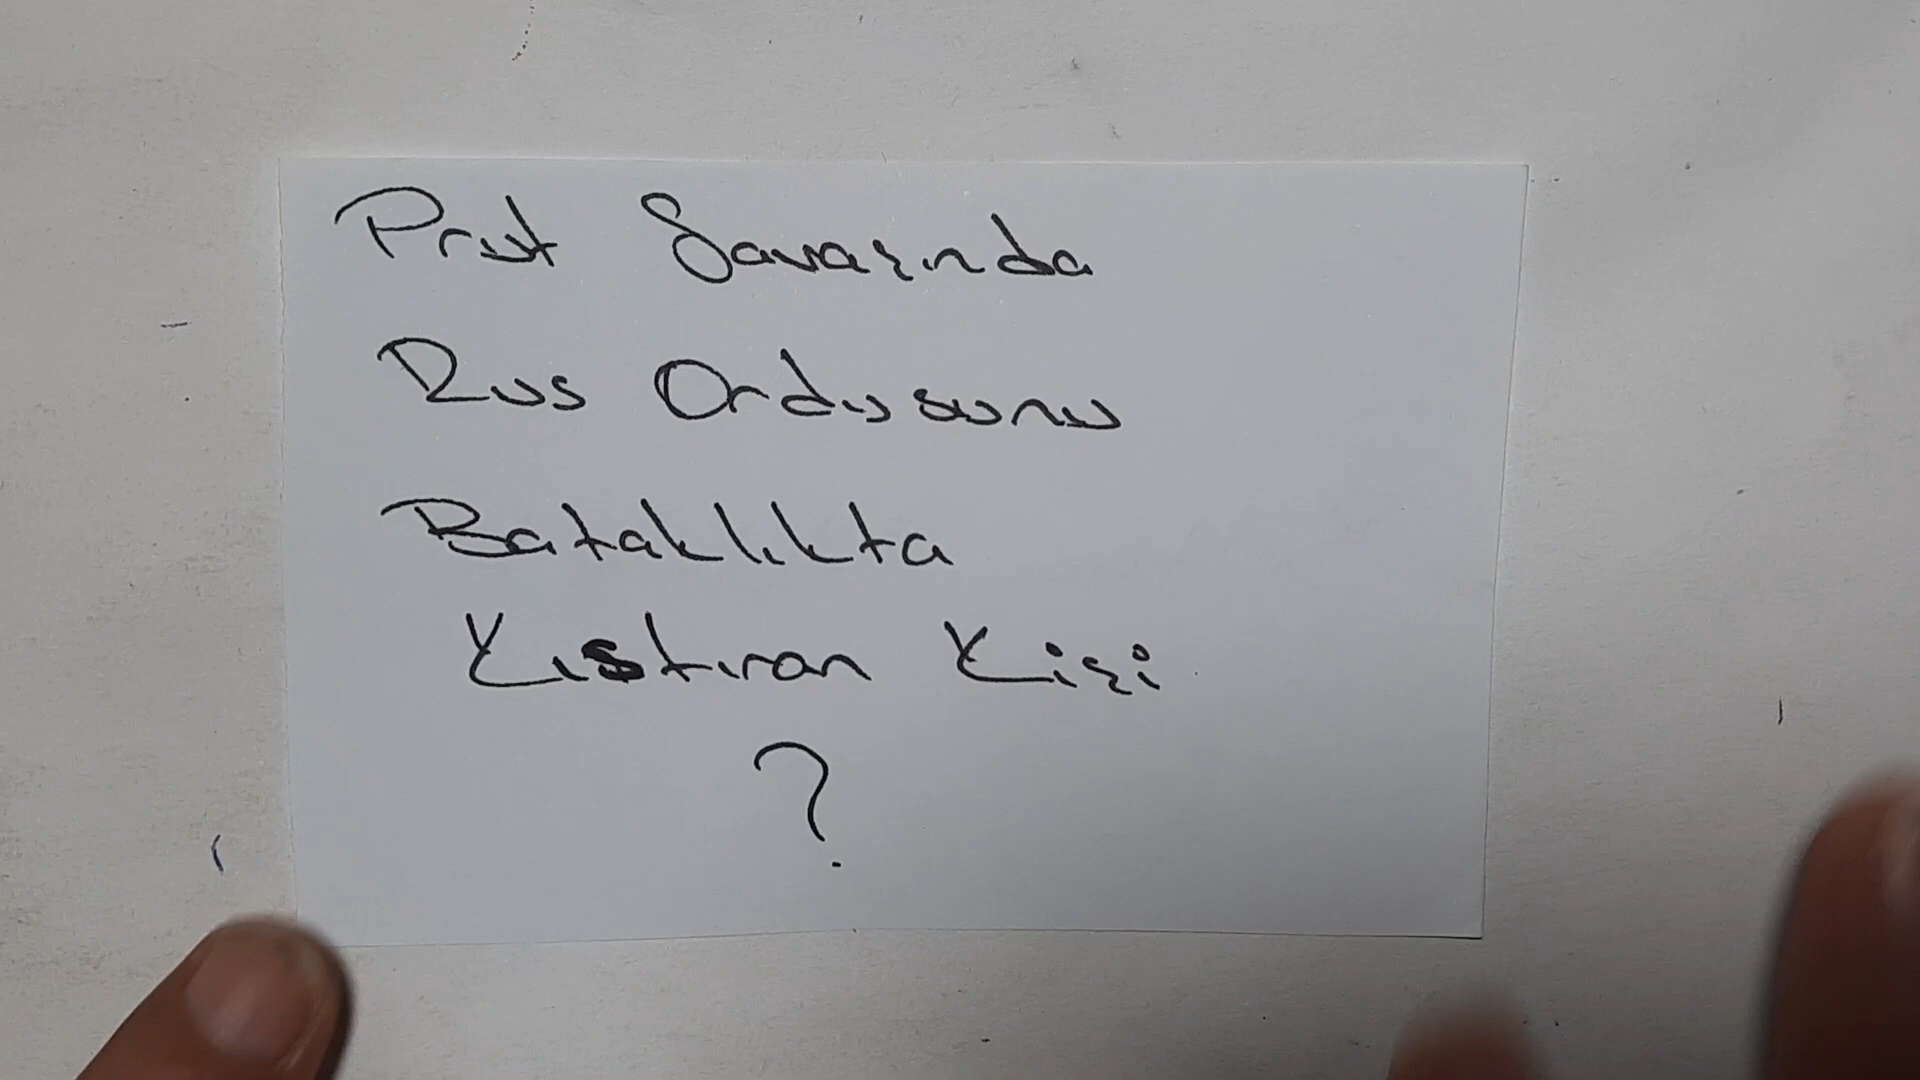 Prut Savaşında
Rus Ordusunu
Bataklıkta
Kıstıran Kişi
?